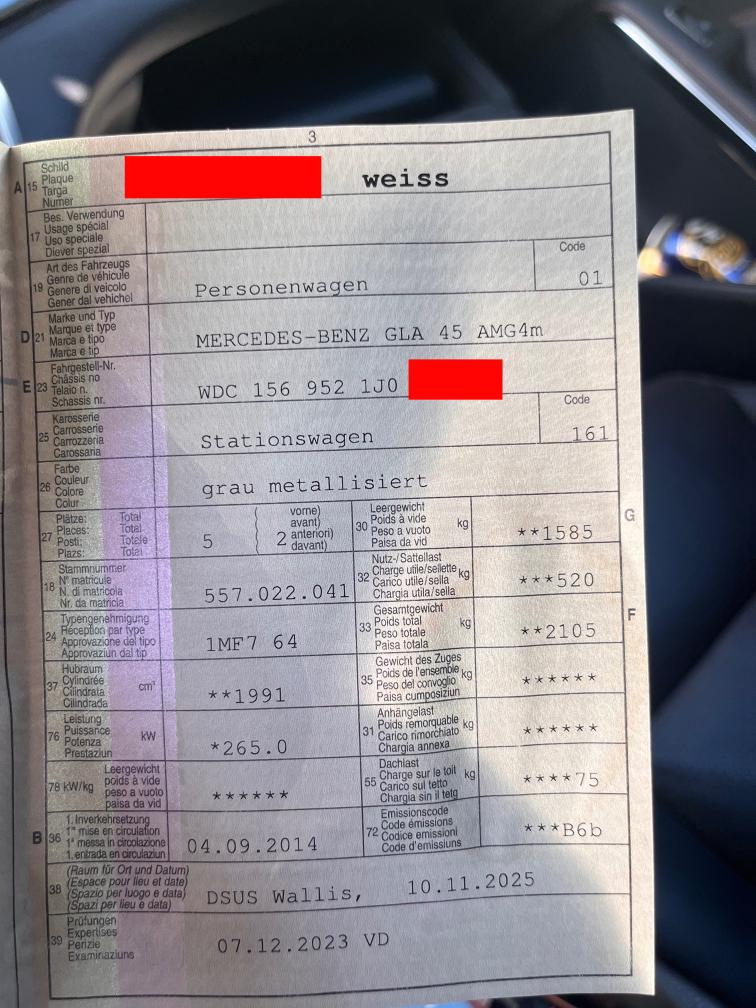 3
A 15 Schild
Plaque
Targa
Numer
weiss
17 Bes. Verwendung
Usage spécial
Uso speciale
Diever spezial
19 Art des Fahrzeugs
Genre de véhicule
Genere di veicolo
Gener dal vehichel
Personenwagen
Code
01
D 21 Marke und Typ
Marque et type
Marca e tipo
Marca e tip
MERCEDES-BENZ GLA 45 AMG4m
E 23 Fahrgestell-Nr.
Châssis no
Telaio n.
Schassis nr.
WDC 156 952 1J0
25 Karosserie
Carrosserie
Carrozzeria
Carossaria
Stationswagen
Code
161
26 Farbe
Couleur
Colore
Colur
grau metallisiert
27 Plätze: Total
Places: Total
Posti: Totale
Plazs: Total
5
2
vorne)
avant)
anteriori)
davant)
30 Leergewicht
Poids à vide kg
Peso a vuoto
Paisa da vid
**1585
G
18 Stammnummer
N° matricule
N. di matricola
Nr. da matricla
557.022.041
32 Nutz-/Sattellast
Charge utile/sellette kg
Carico utile/sella
Chargia utila/sella
***520
24 Typengenehmigung
Réception par type
Approvazione del tipo
Approvaziun dal tip
1MF7 64
33 Gesamtgewicht
Poids total kg
Peso totale
Paisa totala
**2105
F
37 Hubraum
Cylindrée cm³
Cilindrata
Cilindrada
**1991
35 Gewicht des Zuges
Poids de l'ensemble kg
Peso del convoglio
Paisa cumposiziun
******
76 Leistung
Puissance kW
Potenza
Prestaziun
*265.0
31 Anhängelast
Poids remorquable kg
Carico rimorchiato
Chargia annexa
******
78 kW/kg Leergewicht
poids à vide
peso a vuoto
paisa da vid
******
55 Dachlast
Charge sur le toit kg
Carico sul tetto
Chargia sin il tetg
****75
B 36 1. Inverkehrsetzung
1re mise en circulation
1a messa in circolazione
1. entrada en circulaziun
04.09.2014
72 Emissionscode
Code émissions
Codice emissioni
Code d'emissiuns
***B6b
38 (Raum für Ort und Datum)
(Espace pour lieu et date)
(Spazio per luogo e data)
(Spazi per lieu e data)
DSUS Wallis, 10.11.2025
39 Prüfungen
Expertises
Perizie
Examinaziuns
07.12.2023 VD